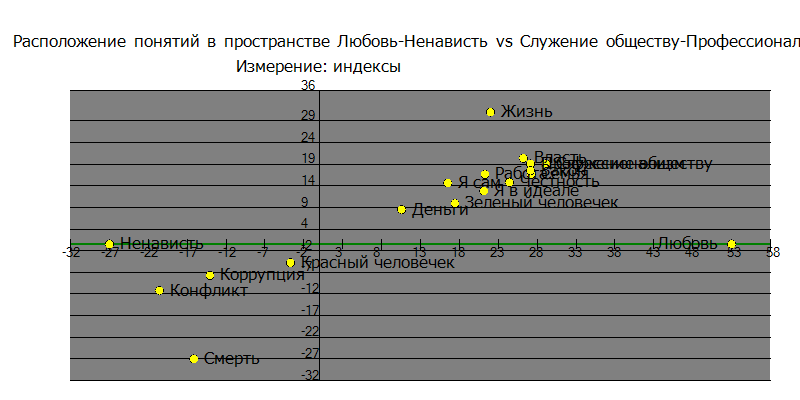 Расположение понятий в пространстве Любовь-Ненависть vs Служение обществу-Профессионал
Измерение: индексы
36
Жизнь
29
24
19
Власть
Работа
14
Я сам
Честность
Я в идеале
9
Деньги
Зеленый человечек
4
Ненависть
Любовь
-32 -27 -22 -17 -12 -7 -2 3 8 13 18 23 28 33 38 43 48 53 58
Красный человечек
Коррупция
-12
Конфликт
-17
-22
-27
Смерть
-32